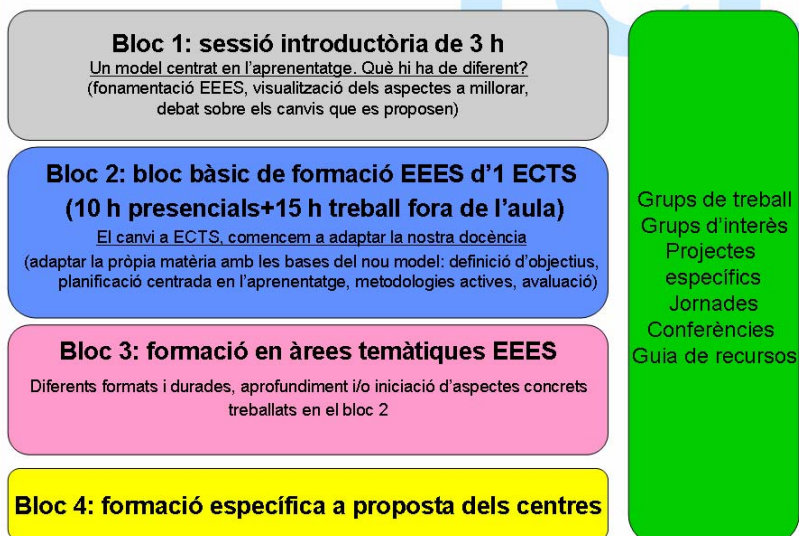 Bloc 1: sessió introductòria de 3 h
Un model centrat en l'aprenentatge. Què hi ha de diferent?
(fonamentació EEES, visualització dels aspectes a millorar,
debat sobre els canvis que es proposen)
Bloc 2: bloc bàsic de formació EEES d'1 ECTS
(10 h presencials+15 h treball fora de l'aula)
El canvi a ECTS, comencem a adaptar la nostra docència
(adaptar la pròpia matèria amb les bases del nou model: definició d'objectius,
planificació centrada en l'aprenentatge, metodologies actives, avaluació)
Bloc 3: formació en àrees temàtiques EEES
Diferents formats i durades, aprofundiment i/o iniciació d'aspectes concrets
treballats en el bloc 2
Bloc 4: formació específica a proposta dels centres
Grups de treball
Grups d'interès
Projectes
específics
Jornades
Conferències
Guia de recursos